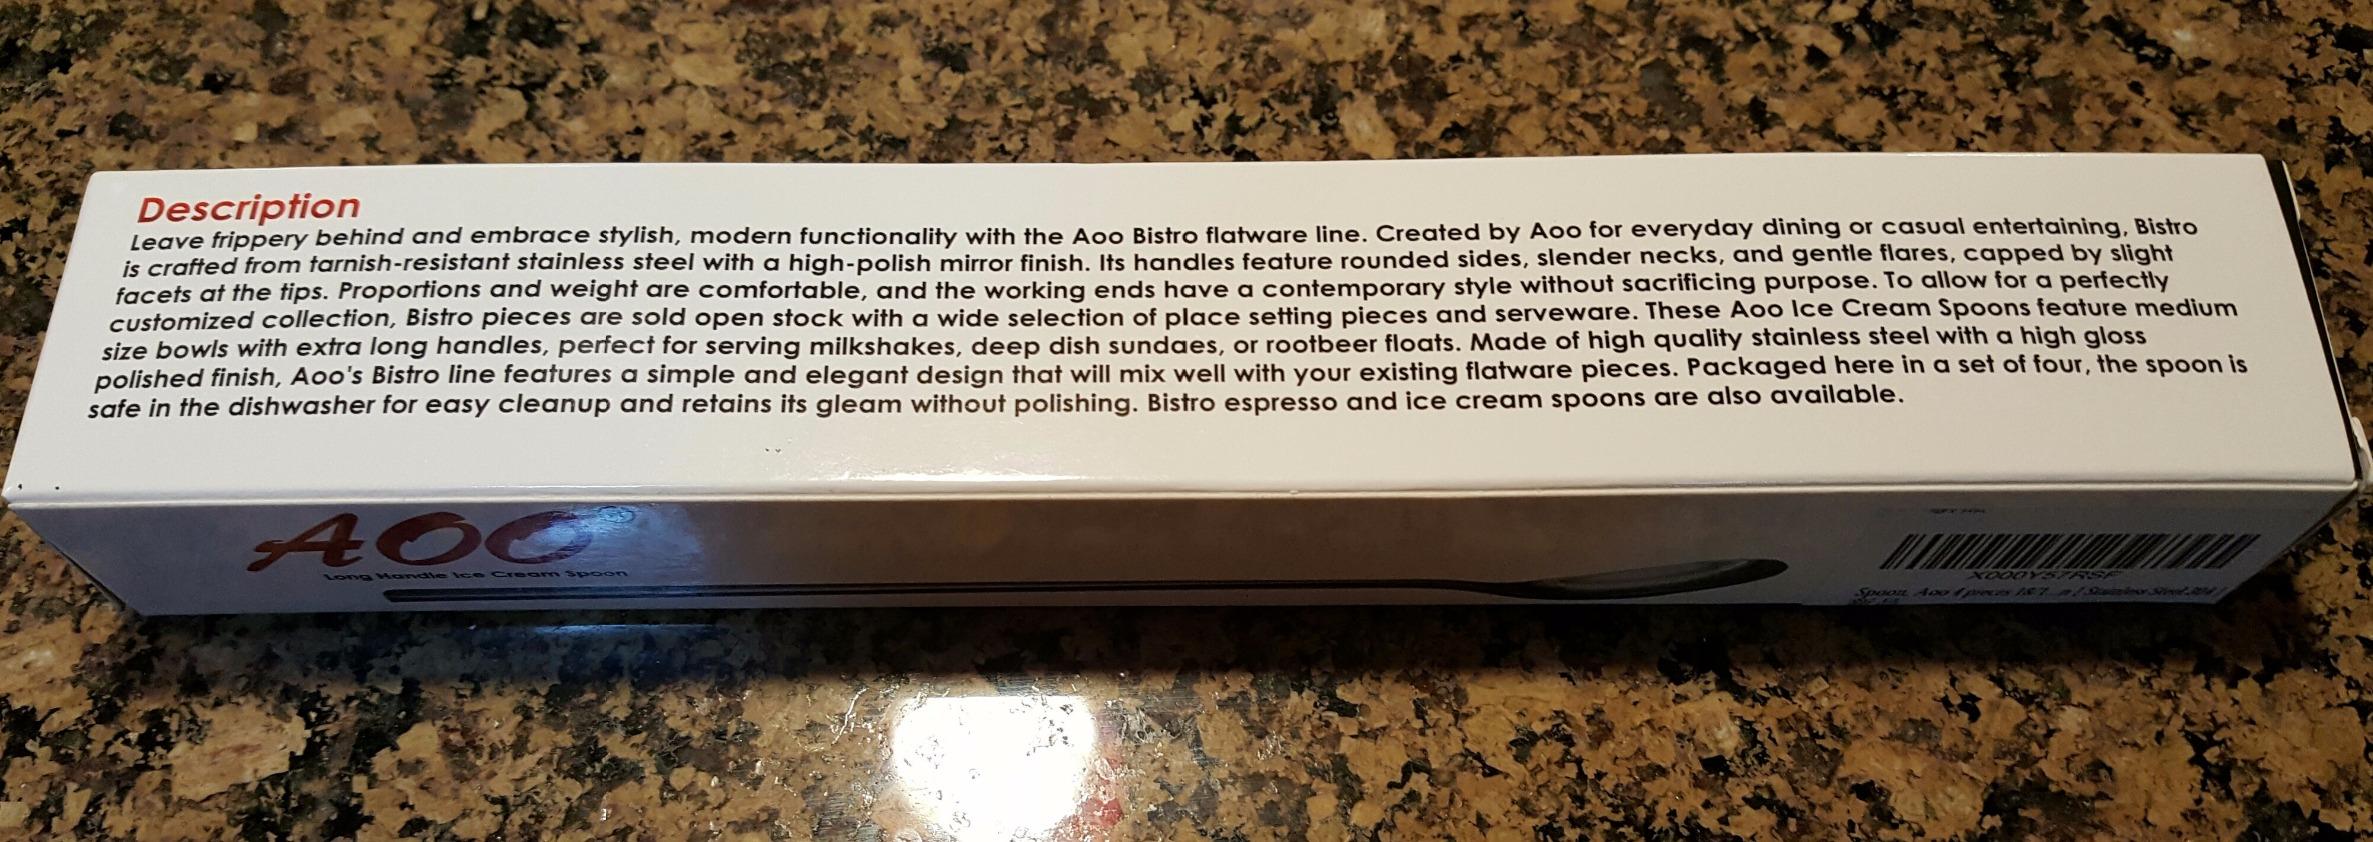 Description
Leave frippery behind and embrace stylish, modern functionality with the Aoo Bistro flatware line. Created by Aoo for everyday dining or casual entertaining, Bistro
is crafted from tarnish-resistant stainless steel with a high-polish mirror finish. Its handles feature rounded sides, slender necks, and gentle flares, capped by slight
facets at the tips. Proportions and weight are comfortable, and the working ends have a contemporary style without sacrificing purpose. To allow for a perfectly
customized collection, Bistro pieces are sold open stock with a wide selection of place setting pieces and serveware. These Aoo Ice Cream Spoons feature medium
size bowls with extra long handles, perfect for serving milkshakes, deep dish sundaes, or rootbeer floats. Made of high quality stainless steel with a high gloss
polished finish, Aoo's Bistro line features a simple and elegant design that will mix well with your existing flatware pieces. Packaged here in a set of four, the spoon is
safe in the dishwasher for easy cleanup and retains its gleam without polishing. Bistro espresso and ice cream spoons are also available.
AOO®
Long Handle Ice Cream Spoon
X000Y57RSF
Spoon, Aoo 4 pieces Stainless Steel